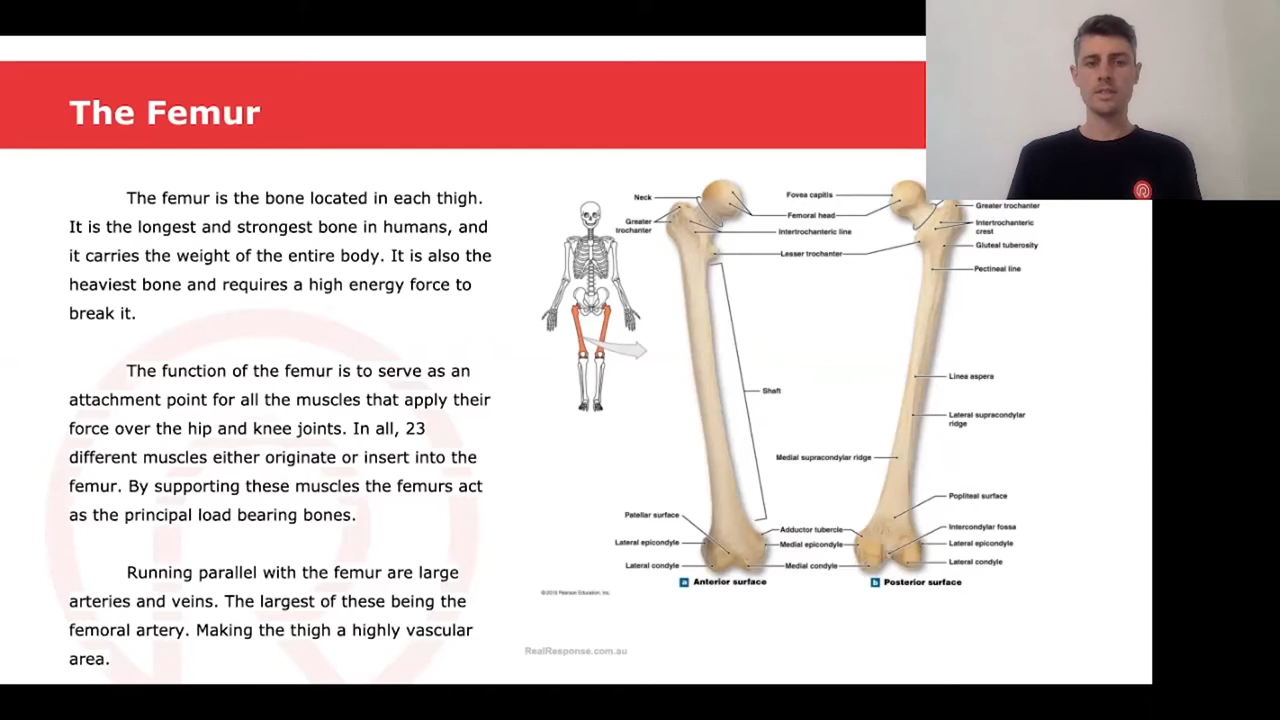 The Femur
The femur is the bone located in each thigh.
It is the longest and strongest bone in humans, and
it carries the weight of the entire body. It is also the
heaviest bone and requires a high energy force to
break it.
The function of the femur is to serve as an
attachment point for all the muscles that apply their
force over the hip and knee joints. In all, 23
different muscles either originate or insert into the
femur. By supporting these muscles the femurs act
as the principal load bearing bones.
Running parallel with the femur are large
arteries and veins. The largest of these being the
femoral artery. Making the thigh a highly vascular
area.
Neck
Greater
trochanter
Fovea capitis
Femoral head
Intertrochanteric line
Lesser trochanter
Greater trochanter
Intertrochanteric
crest
Gluteal tuberosity
Pectineal line
Shaft
Linea aspera
Lateral supracondylar
ridge
Medial supracondylar ridge
Popliteal surface
Patellar surface
Adductor tubercle
Intercondylar fossa
Lateral epicondyle
Medial epicondyle
Lateral epicondyle
Lateral condyle
Medial condyle
Lateral condyle
a Anterior surface
b Posterior surface
RealResponse.com.au